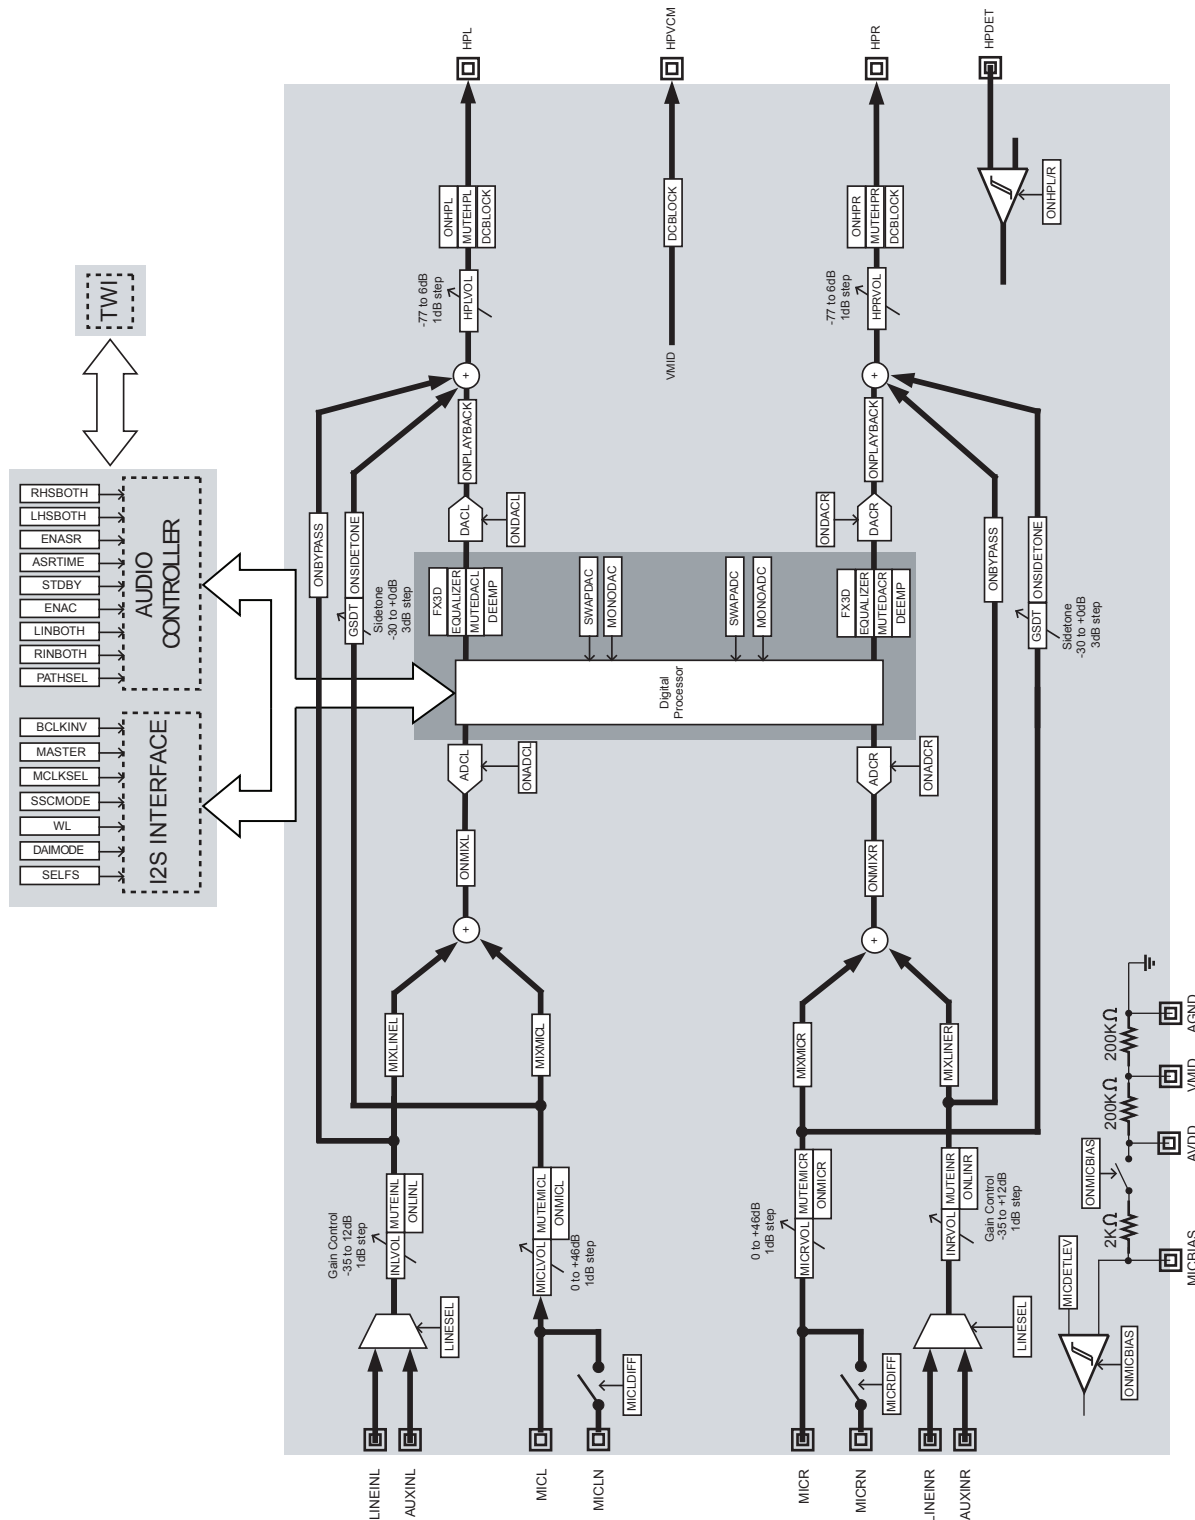 HPL
HPVCM
HPR
HPDET
ONHPL
MUTEHPL
DCBLOCK
DCBLOCK
ONHPR
MUTEHPR
DCBLOCK
ONHPL/R
TWI
-77 to 6dB
1dB step
HPLVOL
VMID
-77 to 6dB
1dB step
HPRVOL
+
+
ONPLAYBACK
ONPLAYBACK
RHSBOTH
LHSBOTH
ENASR
ASRTIME
STDBY
ENAC
LINBOTH
RINBOTH
PATHSEL
AUDIO
CONTROLLER
BCLKINV
MASTER
MCLKSEL
SSCMODE
WL
DAIMODE
SELFS
I2S INTERFACE
ONBYPASS
ONSIDETONE
GSDT
Sidetone
-30 to +0dB
3dB step
DACL
ONDACL
ONDACR
DACR
ONBYPASS
ONSIDETONE
GSDT
Sidetone
-30 to +0dB
3dB step
FX3D
EQUALIZER
MUTEDACL
DEEMP
SWAPDAC
MONODAC
SWAPADC
MONOADC
FX3D
EQUALIZER
MUTEDACR
DEEMP
Digital
Processor
ADCL
ONADCL
ADCR
ONADCR
ONMIXL
ONMIXR
+
+
MIXLINEL
MIXMICL
MIXMICR
MIXLINER
Gain Control
-35 to 12dB
1dB step
INLVOL
MUTEINL
ONLINL
MICLVOL
MUTEMICL
ONMICL
0 to +46dB
1dB step
0 to +46dB
1dB step
MICRVOL
MUTEMICR
ONMICR
INRVOL
MUTEINR
ONLINR
Gain Control
-35 to +12dB
1dB step
200KΩ
200KΩ
2KΩ
ONMICBIAS
AGND
VMID
AVDD
MICBIAS
MICDETLEV
ONMICBIAS
LINESEL
MICLDIFF
MICRDIFF
LINESEL
LINEINL
AUXINL
MICL
MICLN
MICR
MICRN
LINEINR
AUXINR